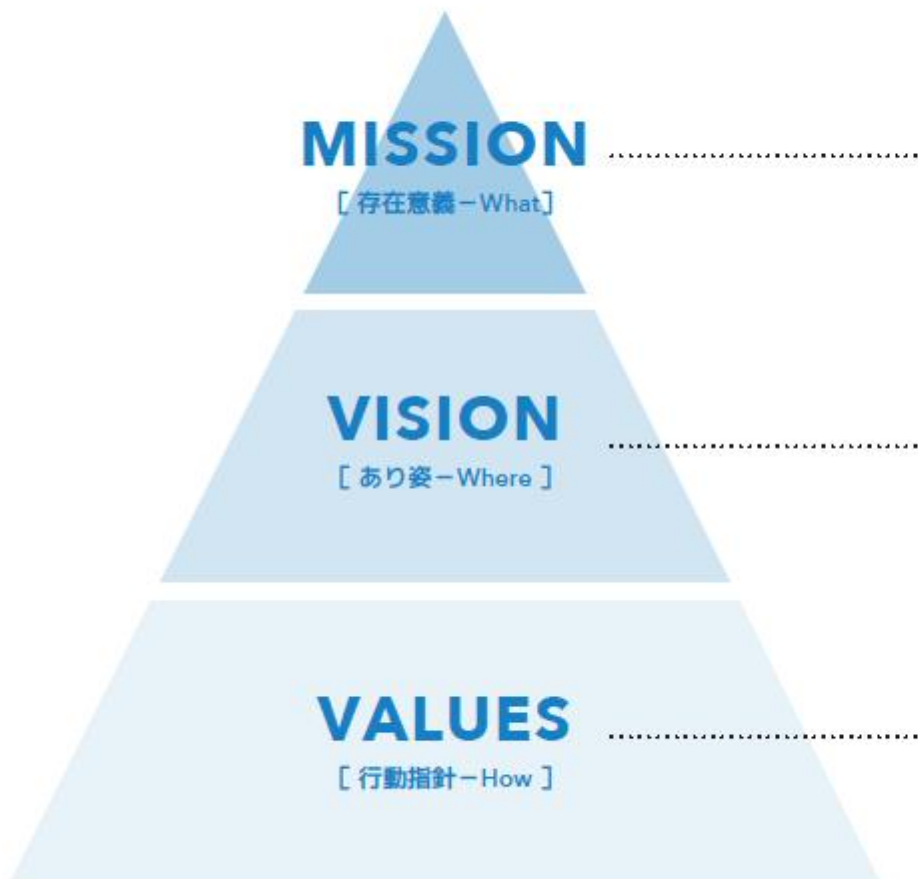 MISSION
[ 存在意義－What]
VISION
[ あり姿－Where ]
VALUES
[ 行動指針－How ]